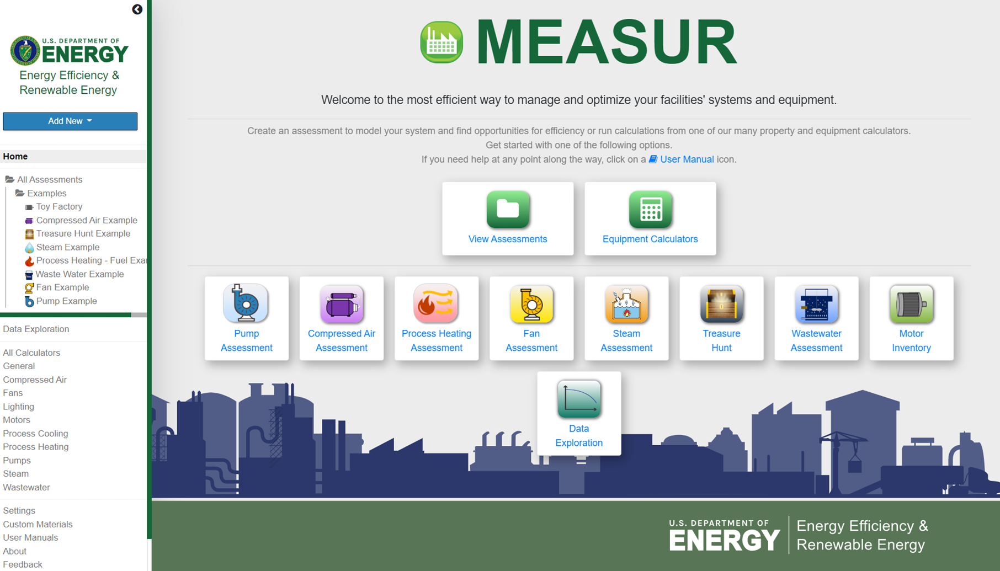 U.S. DEPARTMENT OF
ENERGY
Energy Efficiency &
Renewable Energy
Add New
Home
All Assessments
Examples
Toy Factory
Compressed Air Example
Treasure Hunt Example
Steam Example
Process Heating - Fuel Exa
Waste Water Example
Fan Example
Pump Example
Data Exploration
All Calculators
General
Compressed Air
Fans
Lighting
Motors
Process Cooling
Process Heating
Pumps
Steam
Wastewater
Settings
Custom Materials
User Manuals
About
Feedback
MEASUR
Welcome to the most efficient way to manage and optimize your facilities' systems and equipment.
Create an assessment to model your system and find opportunities for efficiency or run calculations from one of our many property and equipment calculators.
Get started with one of the following options.
If you need help at any point along the way, click on a User Manual icon.
View Assessments
Equipment Calculators
Pump
Assessment
Compressed Air
Assessment
Process Heating
Assessment
Fan
Assessment
Steam
Assessment
Treasure
Hunt
Wastewater
Assessment
Motor
Inventory
Data
Exploration
U.S. DEPARTMENT OF
ENERGY
Energy Efficiency &
Renewable Energy